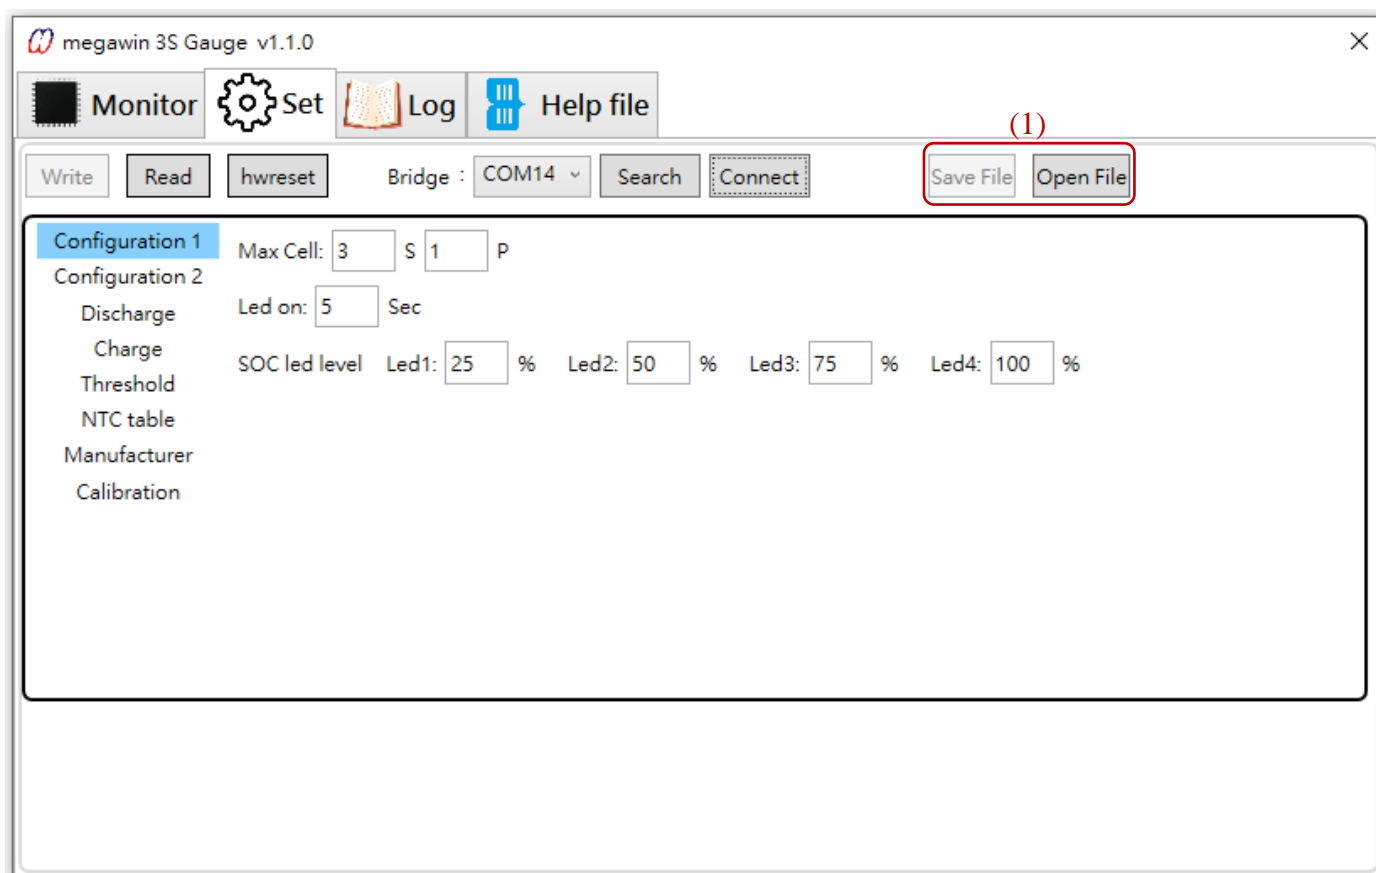 megawin 3S Gauge v1.1.0
Monitor Set Log Help file
(1)
Write Read hwreset Bridge : COM14 Search Connect Save File Open File
Configuration 1
Configuration 2
Discharge
Charge
Threshold
NTC table
Manufacturer
Calibration
Max Cell: 3 S 1 P
Led on: 5 Sec
SOC led level Led1: 25 % Led2: 50 % Led3: 75 % Led4: 100 %